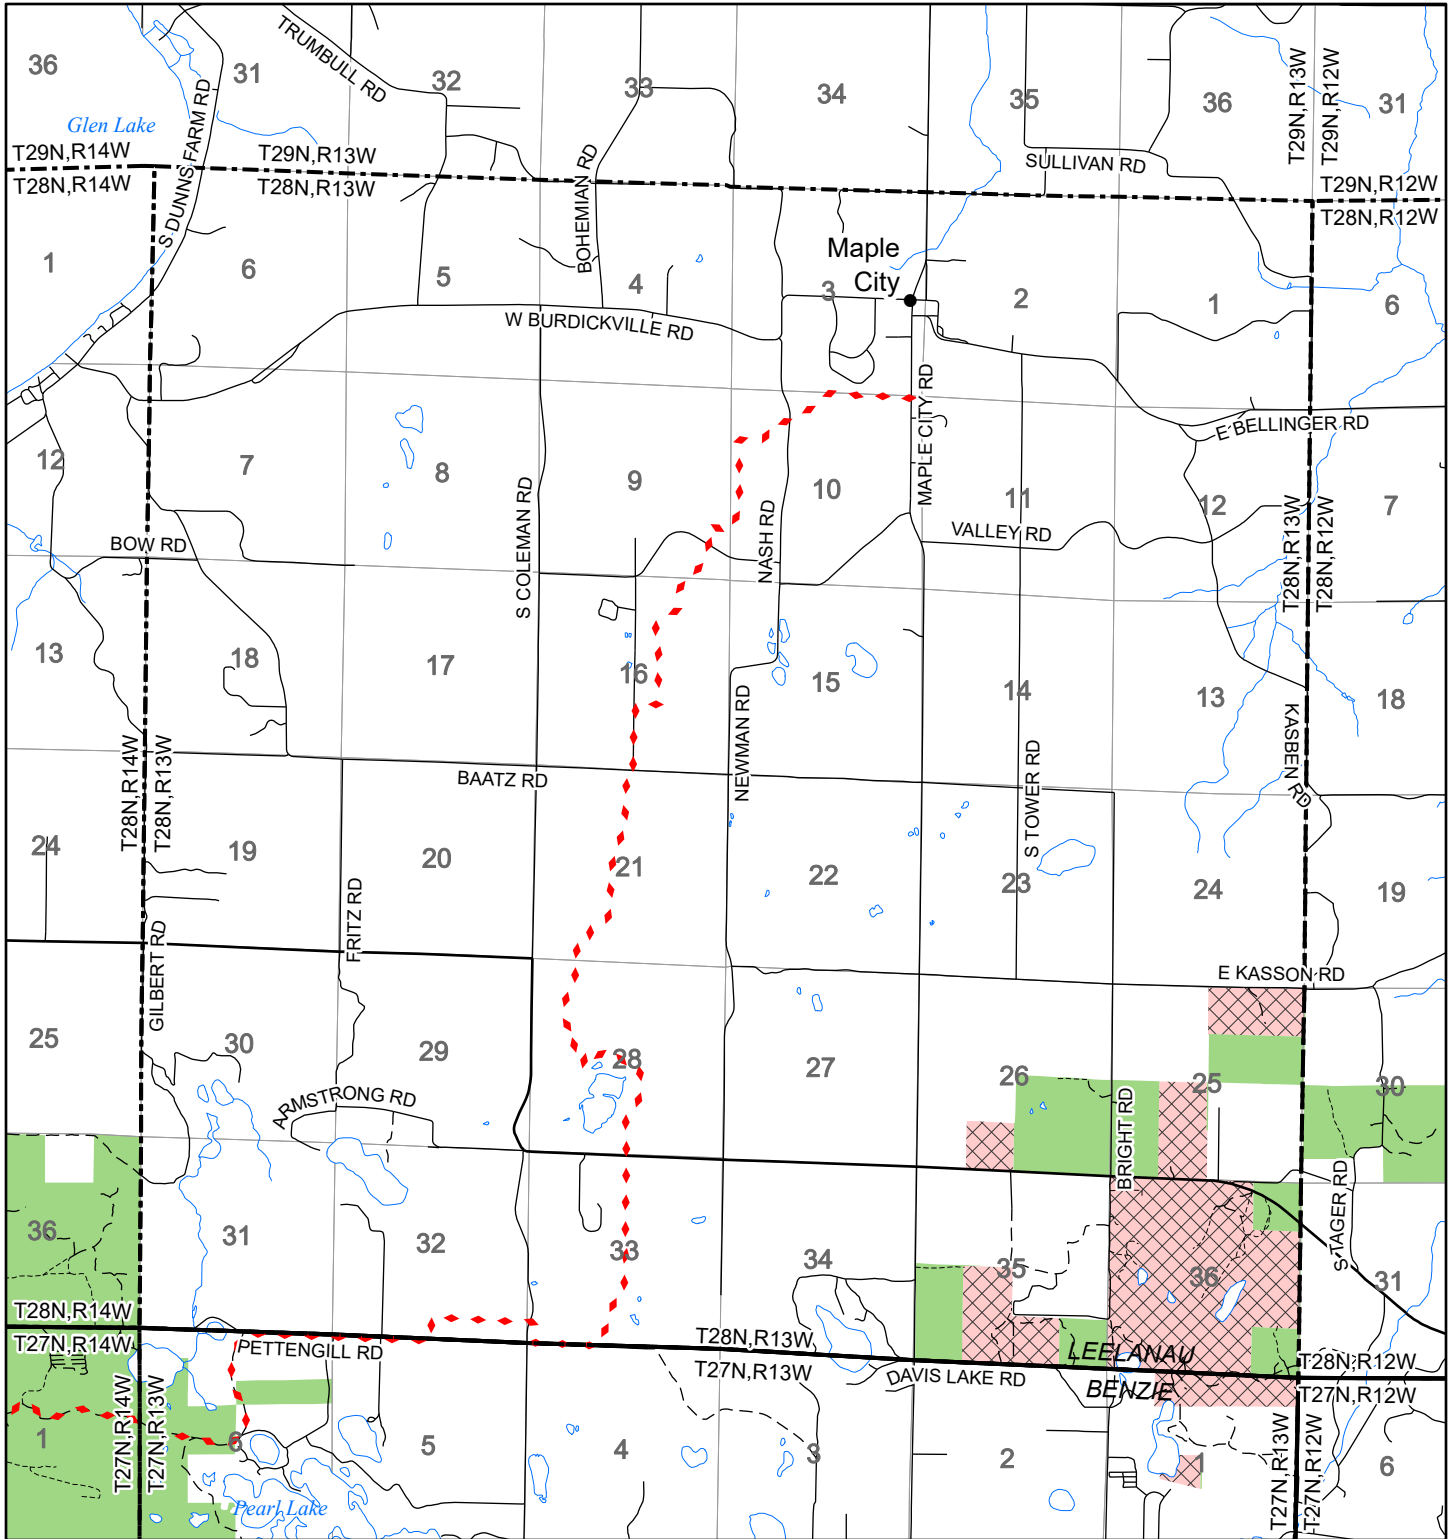 36
31
TRUMBULL RD
32
33
34
35
36
31
T29N,R13W
T29N,R12W
Glen Lake
S DUNNS FARM RD
BOHEMIAN RD
SULLIVAN RD
T29N,R14W
T28N,R14W
T29N,R13W
T28N,R13W
T29N,R12W
T28N,R12W
1
6
5
4
3
Maple
City
2
1
6
W BURDICKVILLE RD
MAPLE CITY RD
E BELLINGER RD
12
7
8
9
10
11
12
7
S COLEMAN RD
NASH RD
VALLEY RD
BOW RD
T28N,R13W
T28N,R12W
13
18
17
16
15
14
13
18
NEWMAN RD
S TOWER RD
KASBEN RD
T28N,R14W
T28N,R13W
BAATZ RD
24
19
20
21
22
23
24
19
GILBERT RD
FRITZ RD
E KASSON RD
25
30
29
28
27
26
25
30
ARMSTRONG RD
BRIGHT RD
S STAGER RD
36
31
32
33
34
35
36
31
T28N,R14W
T27N,R14W
PETTENGILL RD
T28N,R13W
T27N,R13W
DAVIS LAKE RD
LEELANAU
BENZIE
T28N,R12W
T27N,R12W
T27N,R14W
T27N,R13W
1
6
5
4
3
2
1
6
T27N,R13W
T27N,R12W
Pearl Lake